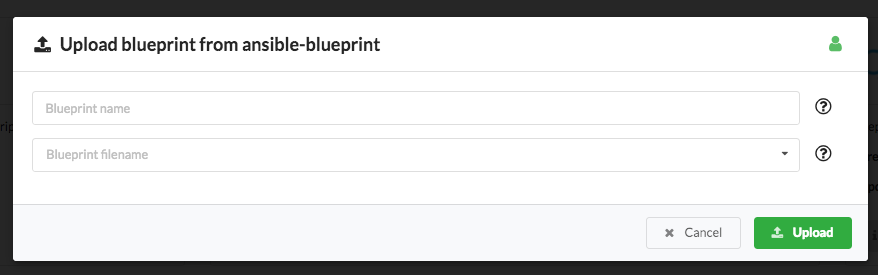 Upload blueprint from ansible-blueprint
Blueprint name
Blueprint filename
Cancel
Upload